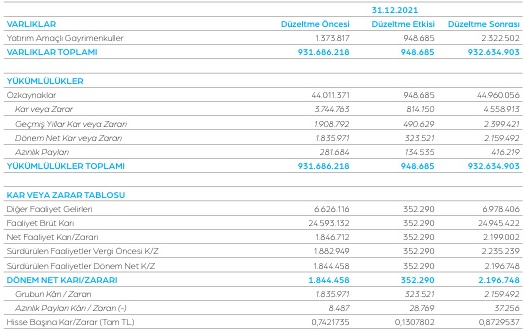 31.12.2021
VARLIKLAR Düzeltme Öncesi Düzeltme Etkisi Düzeltme Sonrası
Yatırım Amaçlı Gayrimenkuller 1.373.817 948.685 2.322.502
VARLIKLAR TOPLAMI 931.686.218 948.685 932.634.903
YÜKÜMLÜLÜKLER
Özkaynaklar 44.011.371 948.685 44.960.056
Kar veya Zarar 3.744.763 814.150 4.558.913
Geçmiş Yıllar Kar veya Zararı 1.908.792 490.629 2.399.421
Dönem Net Kar veya Zararı 1.835.971 323.521 2.159.492
Azınlık Payları 281.684 134.535 416.219
YÜKÜMLÜLÜKLER TOPLAMI 931.686.218 948.685 932.634.903
KAR VEYA ZARAR TABLOSU
Diğer Faaliyet Gelirleri 6.626.116 352.290 6.978.406
Faaliyet Brüt Karı 24.593.132 352.290 24.945.422
Net Faaliyet Karı/Zararı 1.846.712 352.290 2.199.002
Sürdürülen Faaliyetler Vergi Öncesi K/Z 1.882.949 352.290 2.235.239
Sürdürülen Faaliyetler Dönem Net K/Z 1.844.458 352.290 2.196.748
DÖNEM NET KARI/ZARARI 1.844.458 352.290 2.196.748
Grubun Kârı / Zararı 1.835.971 323.521 2.159.492
Azınlık Payları Kârı / Zararı (-) 8.487 28.769 37.256
Hisse Başına Kar/Zarar (Tam TL) 0,7421735 0,1307802 0,8729537